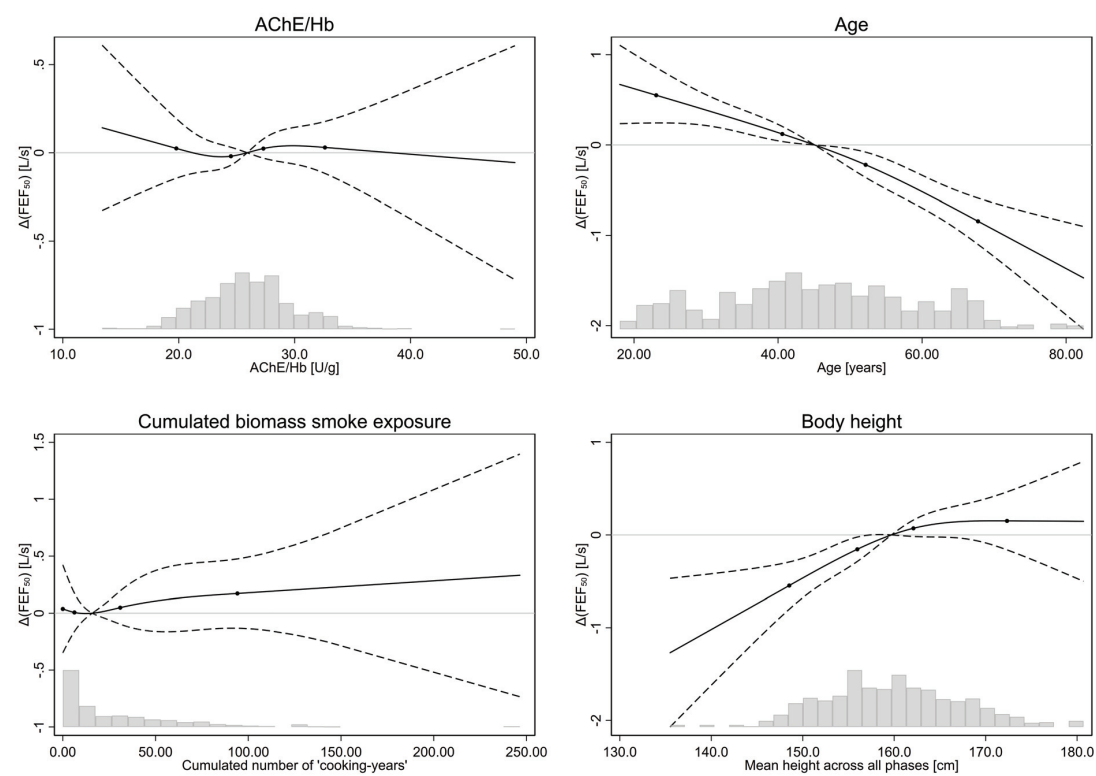 AChE/Hb
Δ(FEF₅₀) [L/s]
.5
0
-.5
-1
10.0 20.0 30.0 40.0 50.0
AChE/Hb [U/g]
Age
Δ(FEF₅₀) [L/s]
1
0
-1
-2
20.00 40.00 60.00 80.00
Age [years]
Cumulated biomass smoke exposure
Δ(FEF₅₀) [L/s]
1.5
1
.5
0
-.5
-1
0.00 50.00 100.00 150.00 200.00 250.00
Cumulated number of 'cooking-years'
Body height
Δ(FEF₅₀) [L/s]
1
0
-1
-2
130.0 140.0 150.0 160.0 170.0 180.0
Mean height across all phases [cm]